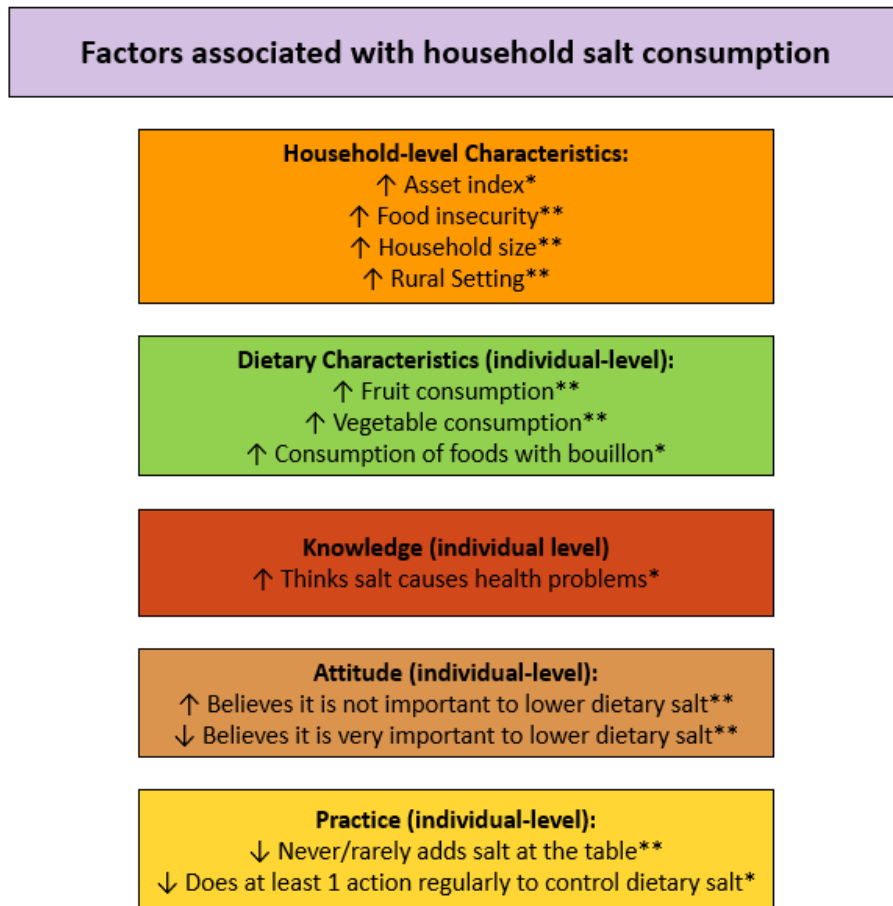 Factors associated with household salt consumption
Household-level Characteristics:
↑ Asset index*
↑ Food insecurity**
↑ Household size**
↑ Rural Setting**
Dietary Characteristics (individual-level):
↑ Fruit consumption**
↑ Vegetable consumption**
↑ Consumption of foods with bouillon*
Knowledge (individual level)
↑ Thinks salt causes health problems*
Attitude (individual-level):
↑ Believes it is not important to lower dietary salt**
↓ Believes it is very important to lower dietary salt**
Practice (individual-level):
↓ Never/rarely adds salt at the table**
↓ Does at least 1 action regularly to control dietary salt*